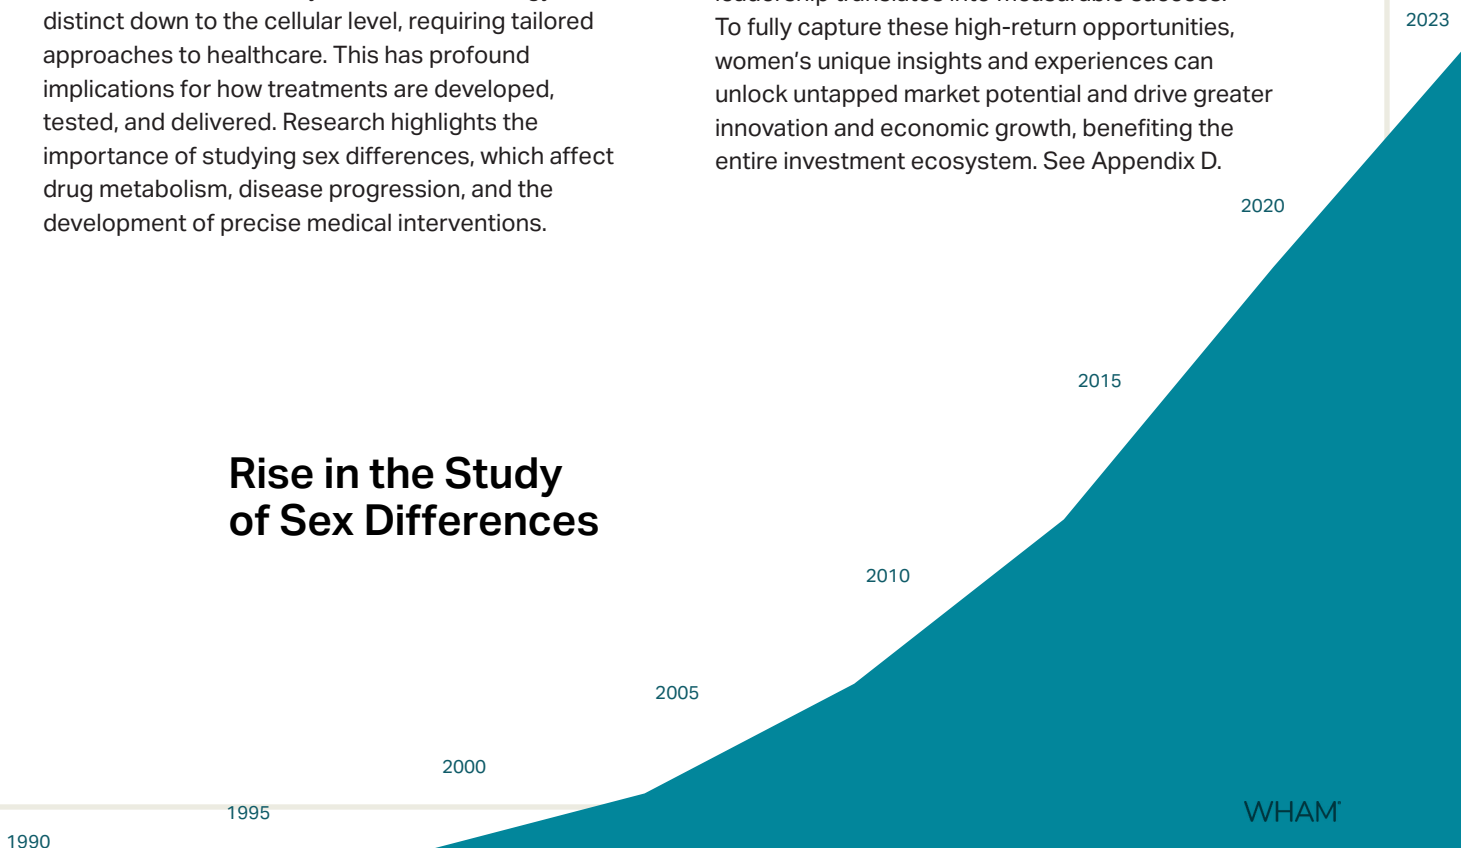 distinct down to the cellular level, requiring tailored
approaches to healthcare. This has profound
implications for how treatments are developed,
tested, and delivered. Research highlights the
importance of studying sex differences, which affect
drug metabolism, disease progression, and the
development of precise medical interventions.
To fully capture these high-return opportunities,
women's unique insights and experiences can
unlock untapped market potential and drive greater
innovation and economic growth, benefiting the
entire investment ecosystem. See Appendix D.
Rise in the Study
of Sex Differences
1990
1995
2000
2005
2010
2015
2020
2023
WHAM